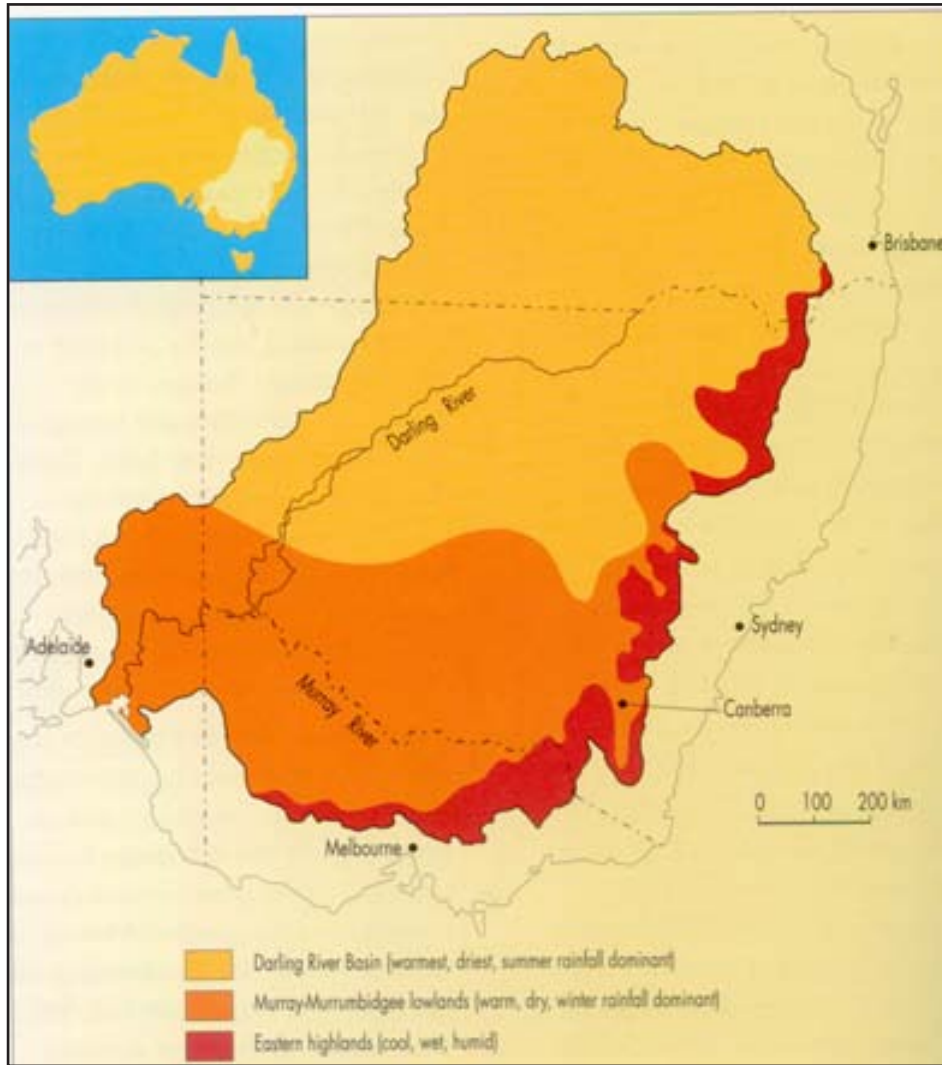 Brisbane
Darling River
Adelaide
Sydney
Murray River
Canberra
0 100 200 km
Melbourne
Darling River Basin (warmest, driest, summer rainfall dominant)
Murray-Murrumbidgee lowlands (warm, dry, winter rainfall dominant)
Eastern highlands (cool, wet, humid)